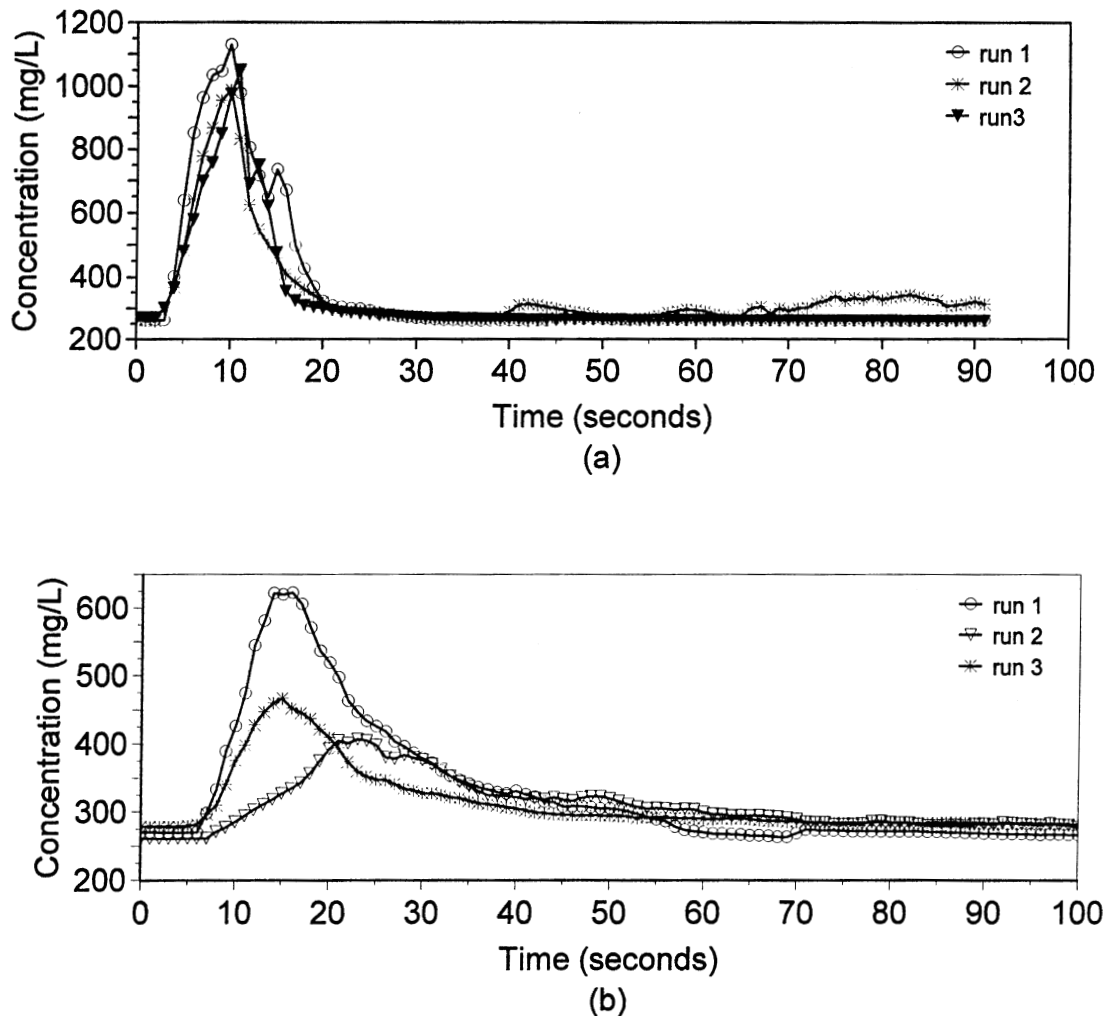 Concentration (mg/L)
1200
1000
800
600
400
200
run 1
run 2
run3
0 10 20 30 40 50 60 70 80 90 100
Time (seconds)
(a)
Concentration (mg/L)
600
500
400
300
200
run 1
run 2
run 3
0 10 20 30 40 50 60 70 80 90 100
Time (seconds)
(b)